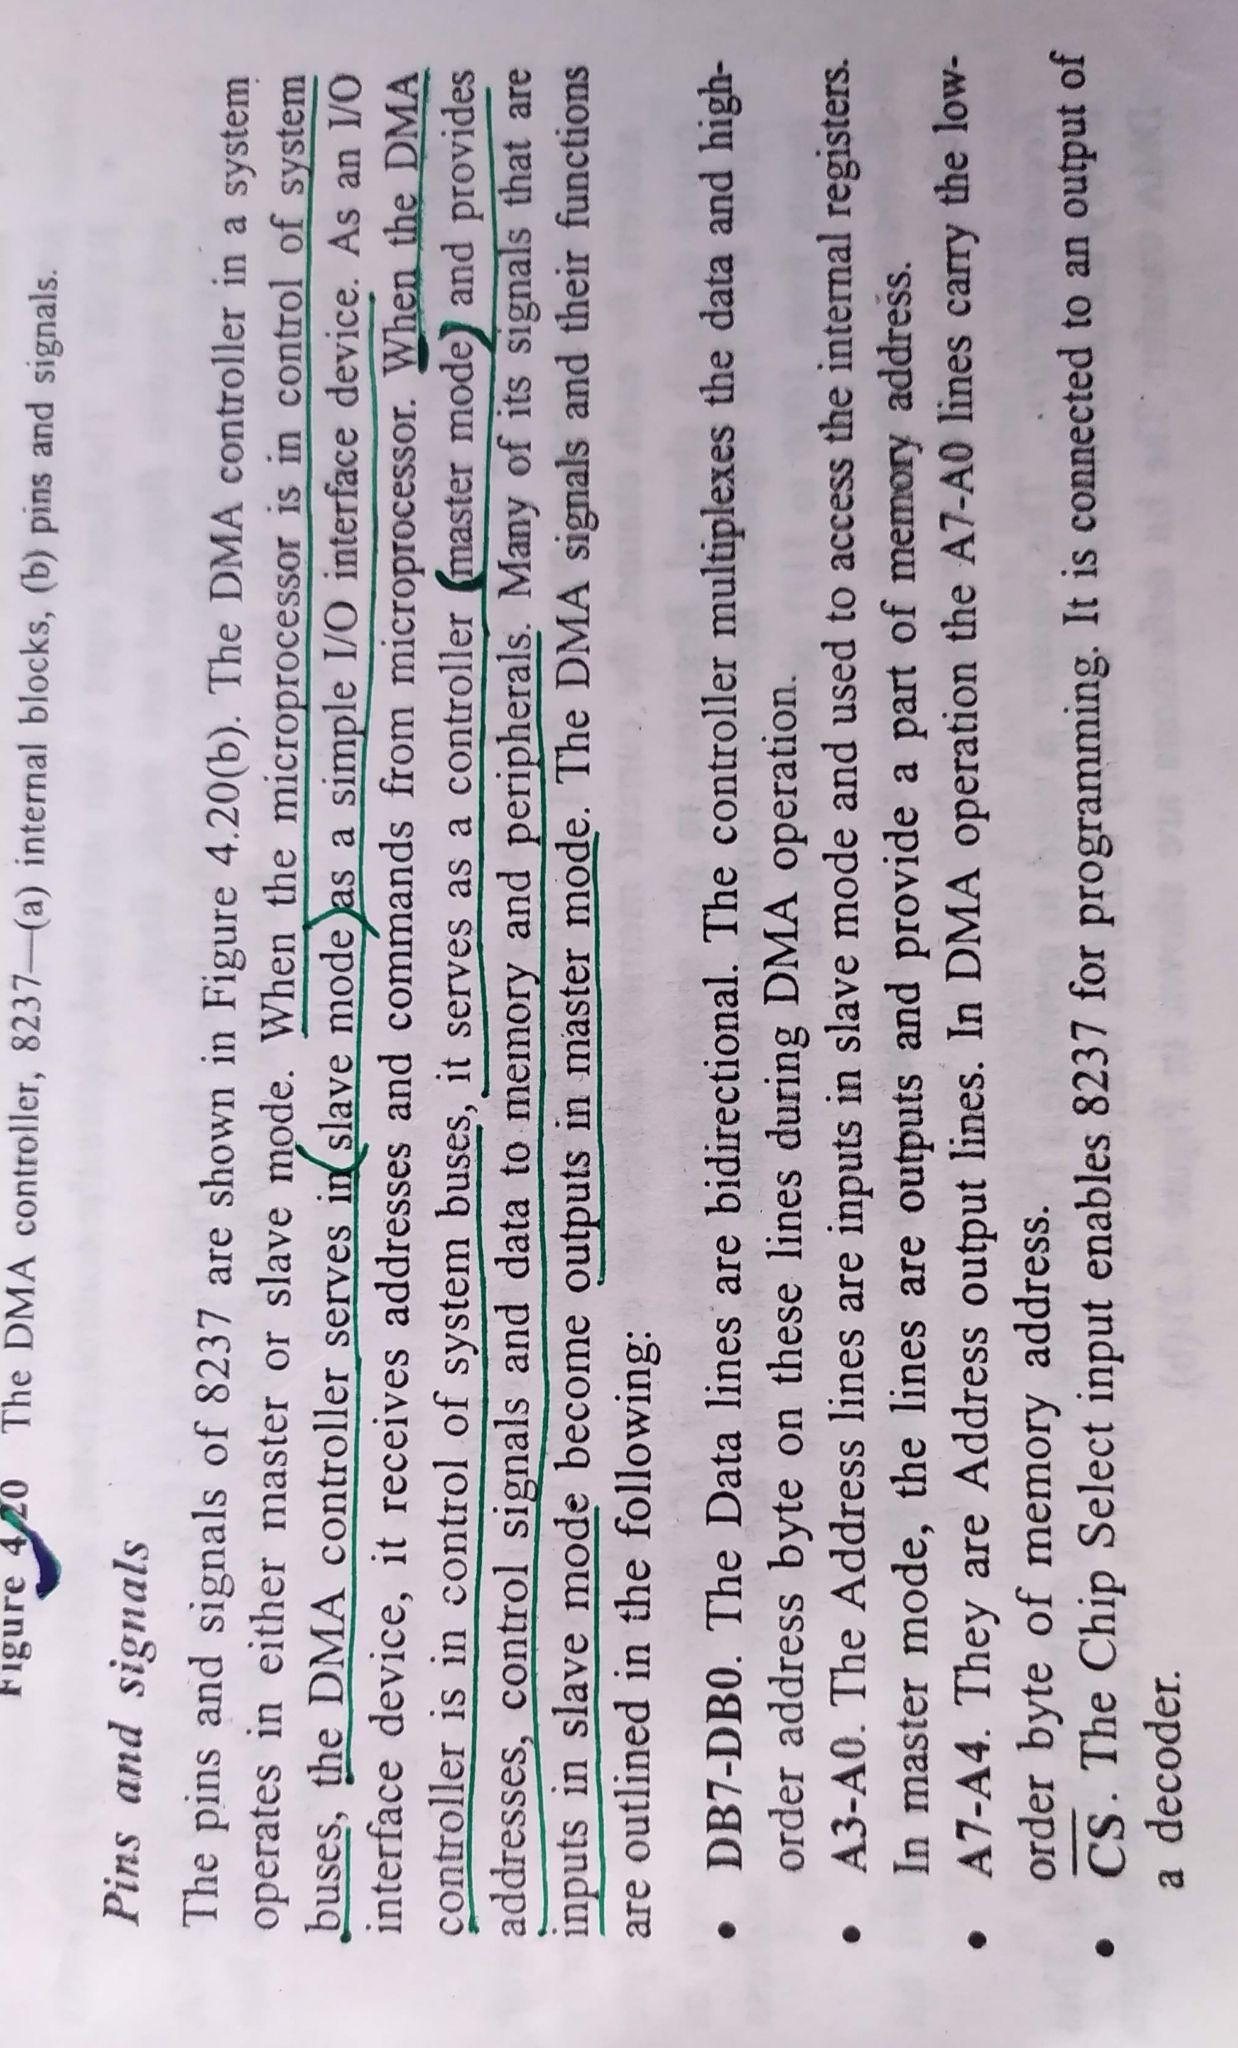 Figure 4.20 The DMA controller, 8237—(a) internal blocks, (b) pins and signals.
Pins and signals
The pins and signals of 8237 are shown in Figure 4.20(b). The DMA controller in a system
operates in either master or slave mode. When the microprocessor is in control of system
buses, the DMA controller serves in (slave mode) as a simple I/O interface device. As an I/O
interface device, it receives addresses and commands from microprocessor. When the DMA
controller is in control of system buses, it serves as a controller (master mode) and provides
addresses, control signals and data to memory and peripherals. Many of its signals that are
inputs in slave mode become outputs in master mode. The DMA signals and their functions
are outlined in the following:
• DB7-DB0. The Data lines are bidirectional. The controller multiplexes the data and high-
order address byte on these lines during DMA operation.
• A3-A0. The Address lines are inputs in slave mode and used to access the internal registers.
In master mode, the lines are outputs and provide a part of memory address.
• A7-A4. They are Address output lines. In DMA operation the A7-A0 lines carry the low-
order byte of memory address.
• C̅S̅. The Chip Select input enables 8237 for programming. It is connected to an output of
a decoder.